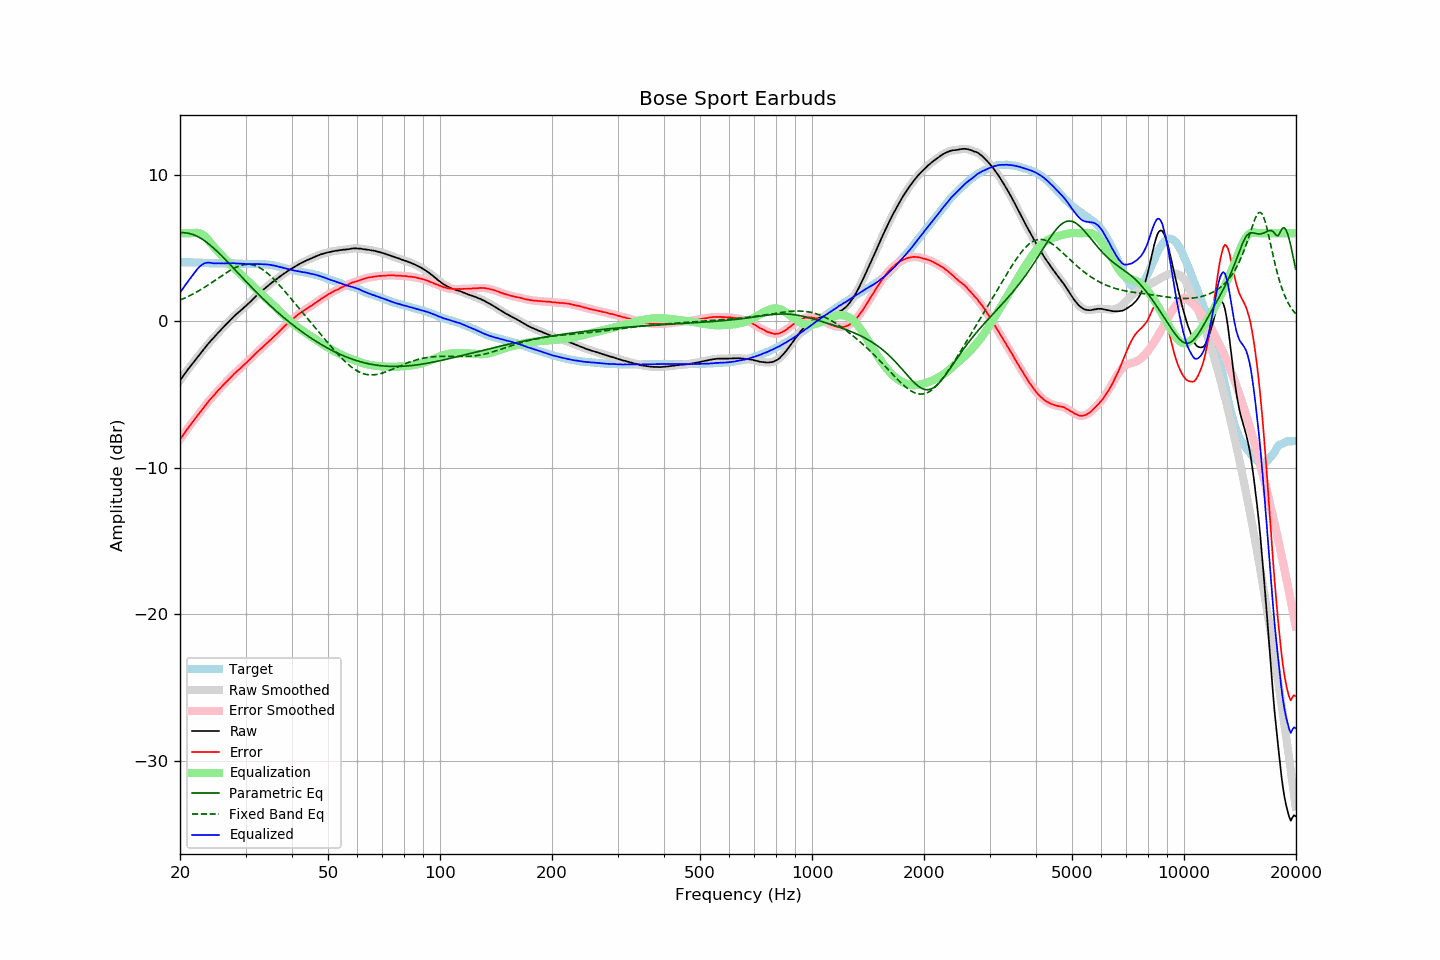 Bose Sport Earbuds
Amplitude (dBr)
10
0
−10
−20
−30
Target
Raw Smoothed
Error Smoothed
Raw
Error
Equalization
Parametric Eq
Fixed Band Eq
Equalized
20 50 100 200 500 1000 2000 5000 10000 20000
Frequency (Hz)